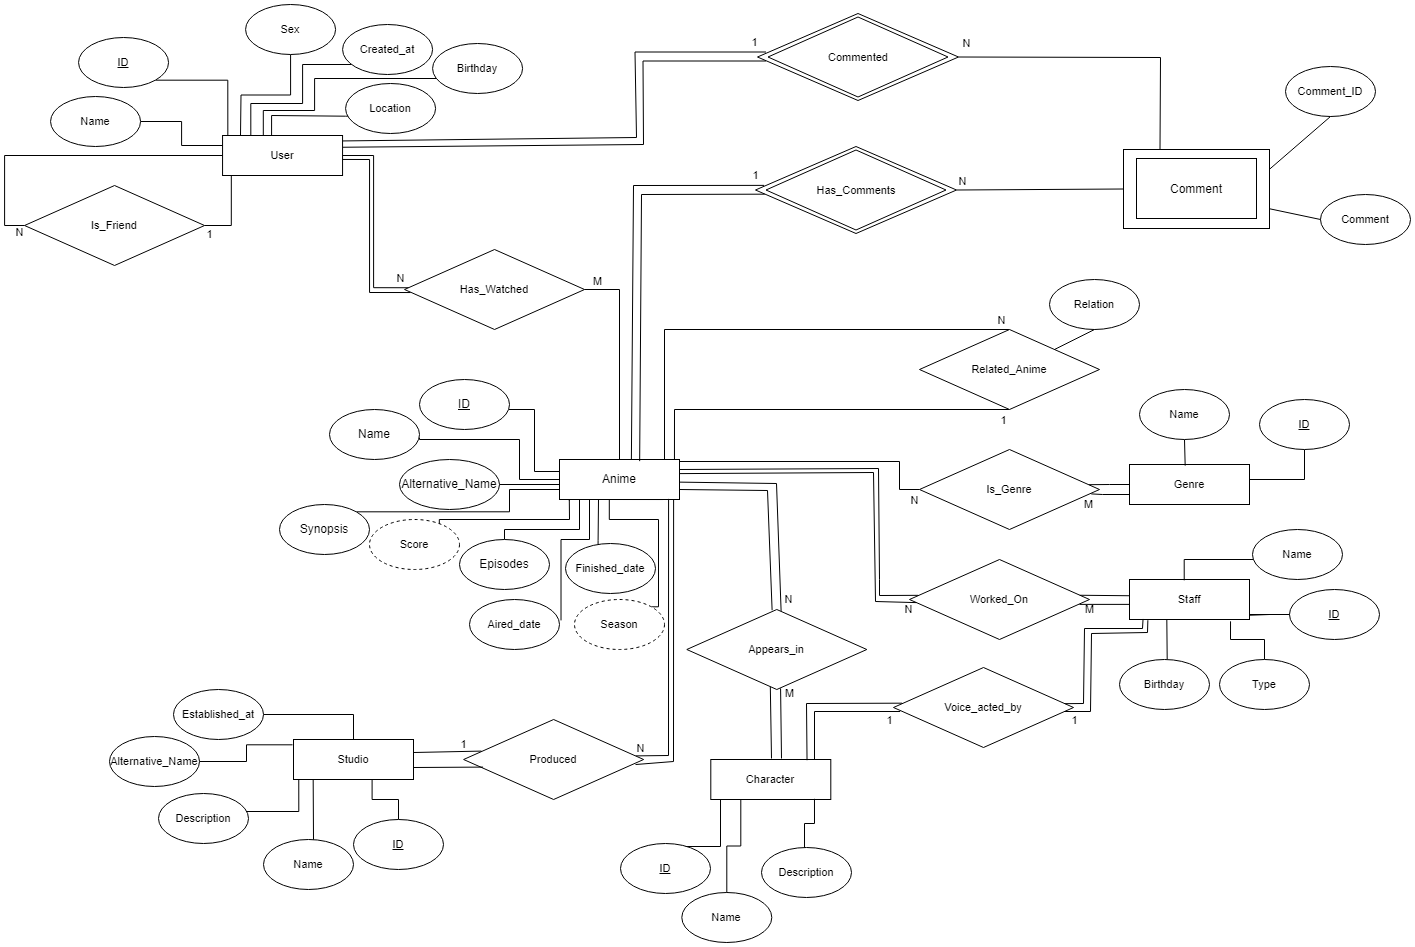 Sex
Created_at
ID
Birthday
Location
Name
User
Is_Friend
N
1
1
Commented
N
Comment_ID
1
Has_Comments
N
Comment
Comment
N
Has_Watched
M
Relation
N
Related_Anime
1
ID
Name
Alternative_Name
Synopsis
Score
Episodes
Finished_date
Aired_date
Season
Anime
Name
ID
N
Is_Genre
M
Genre
Name
N
Worked_On
M
Staff
ID
Birthday
Type
N
Appears_in
M
1
Voice_acted_by
1
Established_at
Alternative_Name
Studio
1
Produced
N
Description
Name
ID
Character
ID
Name
Description